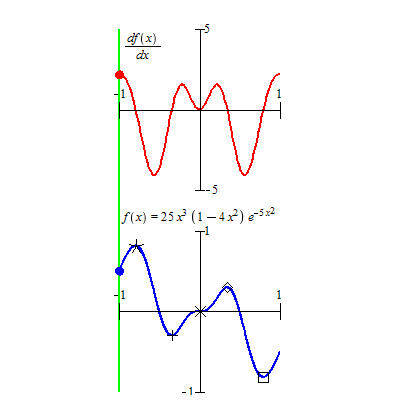 5
df(x)
dx
-1 1
-5
f(x) = 25 x³ (1 − 4 x²) e^{−5 x²}
1
-1 1
-1